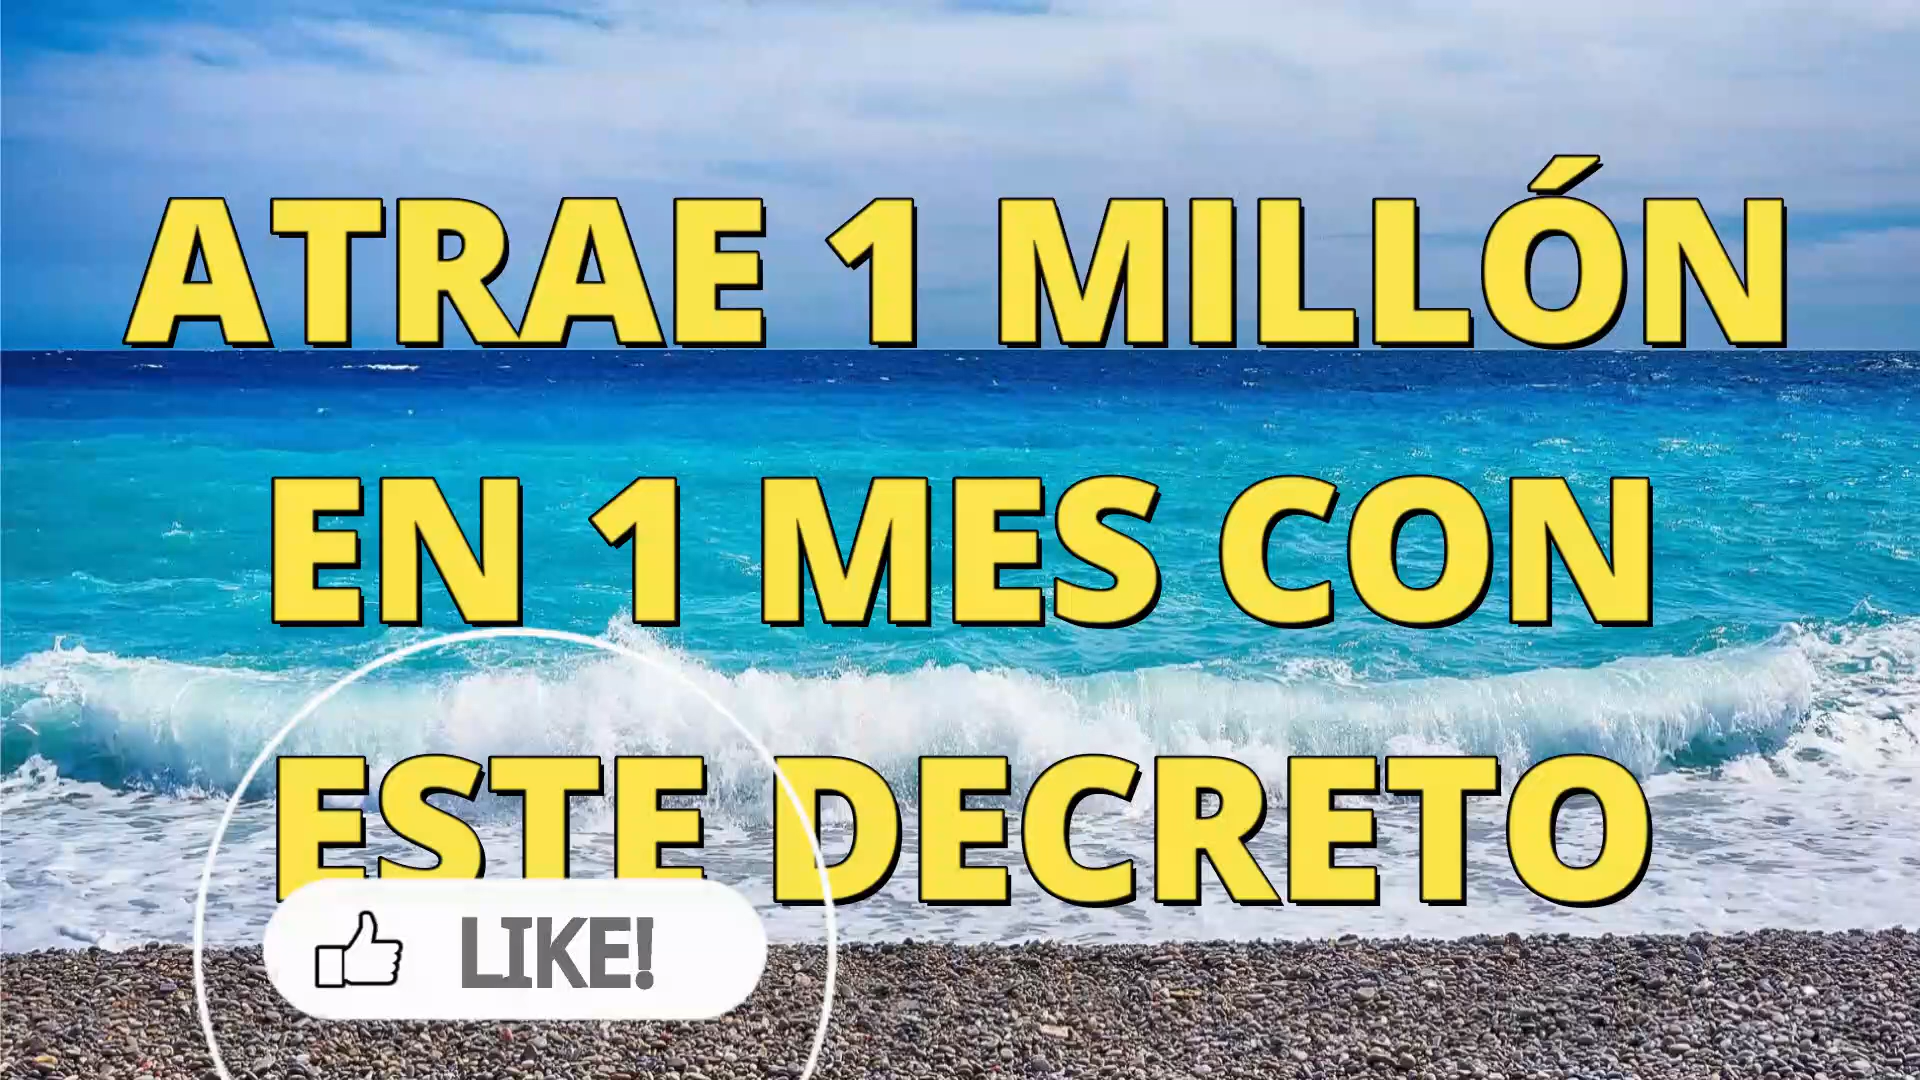 ATRAE 1 MILLÓN
EN 1 MES CON
ESTE DECRETO
LIKE!